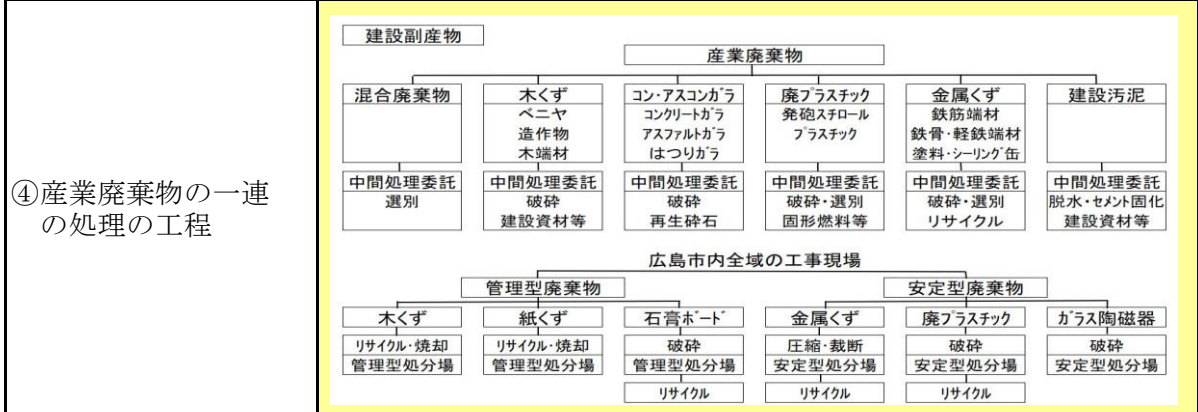 ④産業廃棄物の一連
の処理の工程
建設副産物
産業廃棄物
混合廃棄物 木くず コン・アスコンガラ 廃プラスチック 金属くず 建設汚泥
ベニヤ コンクリートガラ 発砲スチロール 鉄筋端材
造作物 アスファルトガラ プラスチック 鉄骨・軽鉄端材
木端材 はつりガラ 塗料・シーリング缶
中間処理委託 中間処理委託 中間処理委託 中間処理委託 中間処理委託 中間処理委託
選別 破砕 破砕 破砕・選別 破砕・選別 脱水・セメント固化
建設資材等 再生砕石 固形燃料等 リサイクル 建設資材等
広島市内全域の工事現場
管理型廃棄物 安定型廃棄物
木くず 紙くず 石膏ボード 金属くず 廃プラスチック ガラス陶磁器
リサイクル・焼却 リサイクル・焼却 破砕 圧縮・裁断 破砕 破砕
管理型処分場 管理型処分場 管理型処分場 安定型処分場 安定型処分場 安定型処分場
リサイクル リサイクル リサイクル